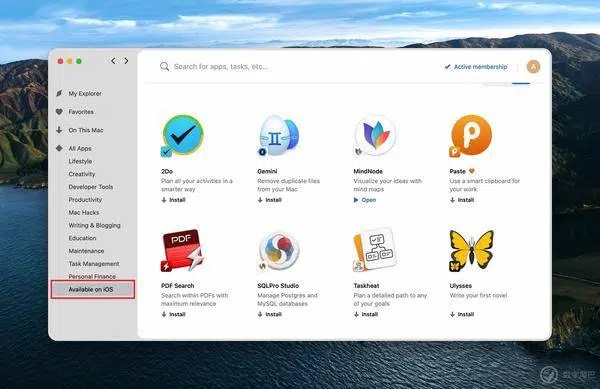 Search for apps, tasks, etc...
Active membership
A
My Explorer
Favorites
On This Mac
All Apps
Lifestyle
Creativity
Developer Tools
Productivity
Mac Hacks
Writing & Blogging
Education
Maintenance
Task Management
Personal Finance
Available on iOS
2Do
Plan all your activities in a
smarter way
Install
Gemini
Remove duplicate files
from your Mac
Install
MindNode
Visualize your ideas with
mind maps
Open
Paste
Use a smart clipboard for
your work
Install
PDF
PDF Search
Search within PDFs with
maximum relevance
Install
SQLPro Studio
Manage Postgres and
MySQL databases
Install
Taskheat
Plan a detailed path to any
of your goals
Install
Ulysses
Write your first novel
Install